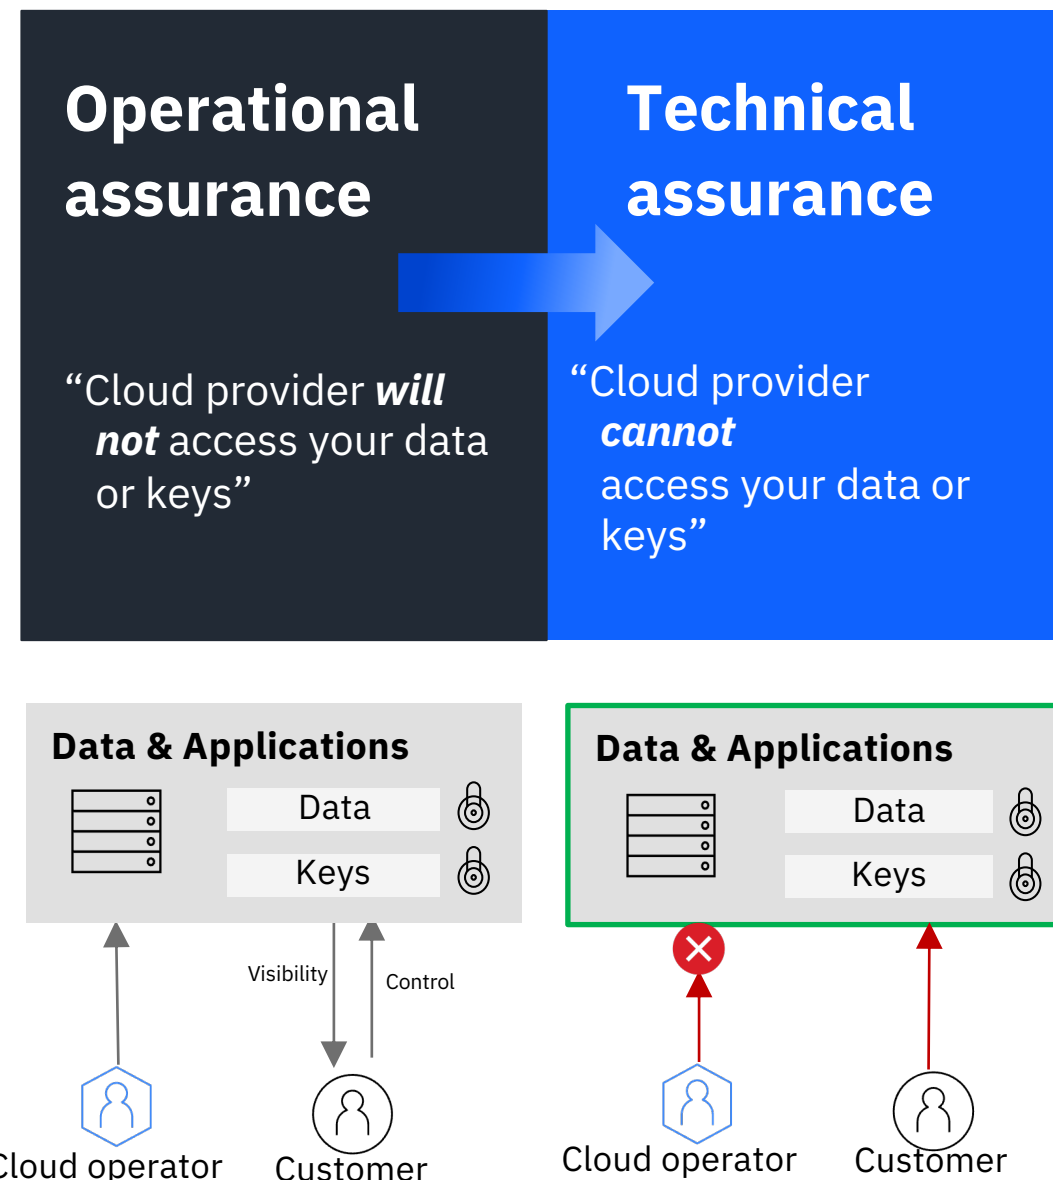 Operational
assurance
“Cloud provider will
not access your data
or keys”
Technical
assurance
“Cloud provider
cannot
access your data or
keys”
Data & Applications
Data
Keys
Visibility
Control
Cloud operator
Customer
Data & Applications
Data
Keys
Cloud operator
Customer